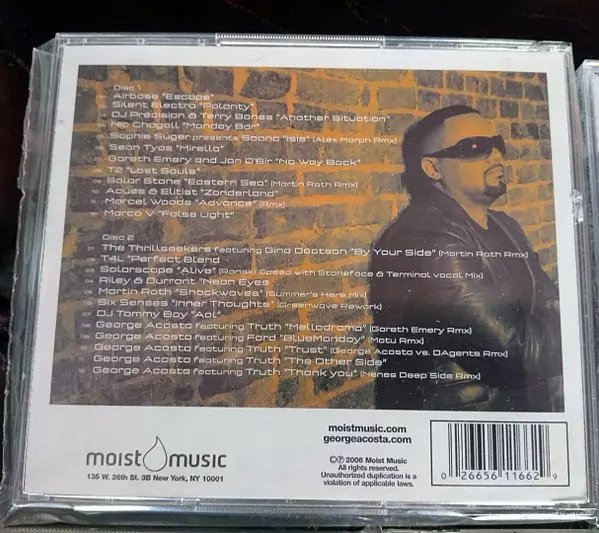 Disc 1
Airbase "Escape"
Silent Electra "Polarity"
DJ Precision & Terry Bones "Another Situation"
Nic Chagall "Monday Bar"
Sophie Sugar presents Sound "Isis" (Alex Morph Rmx)
Sean Tyas "Mirella"
Gareth Emery and Jon O'Bir "No Way Back"
T2 "Lost Souls"
Solar Stone "Eastern Sea" (Martin Roth Rmx)
Acues & Elitist "Zonderland"
Marcel Woods "Advance" (Rmx)
Marco V "False Light"
Disc 2
The Thrillseekers featuring Gina Dootson "By Your Side" (Martin Roth Rmx)
T4L "Perfect Blend
Solarscape "Alive" (Ronski Speed with Stoneface & Terminal vocal Mix)
Riley & Durrant "Neon Eyes
Martin Roth "Shockwaves" (Summer's Here Mix)
Six Senses "Inner Thoughts" (Greenwave Rework)
DJ Tommy Boy "Aol"
George Acosta featuring Truth "Mellodrama" (Gareth Emery Rmx)
George Acosta featuring Ford "BlueMonday" (Motu Rmx)
George Acosta featuring Truth "Trust" (George Acosta vs. DAgents Rmx)
George Acosta featuring Truth "The Other Side"
George Acosta featuring Truth "Thank you" (Nenes Deep Side Rmx)
moist music
135 W. 26th St. 3B New York, NY 10001
moistmusic.com
georgeacosta.com
©℗ 2006 Moist Music
All rights reserved.
Unauthorized duplication is a
violation of applicable laws.
0 26656 11662 9